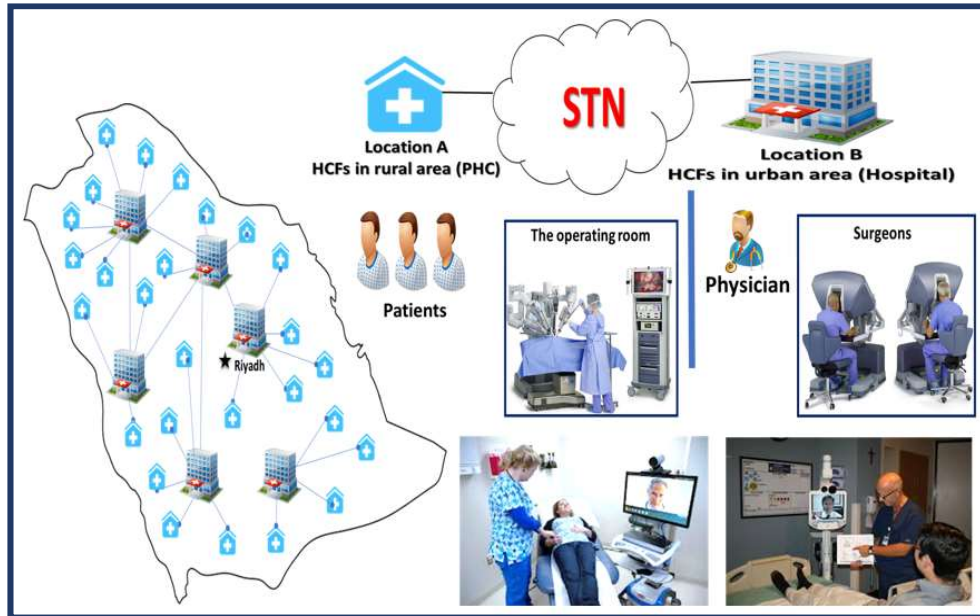 STN
Location A
HCFs in rural area (PHC)
Location B
HCFs in urban area (Hospital)
Patients
The operating room
Physician
Surgeons
Riyadh